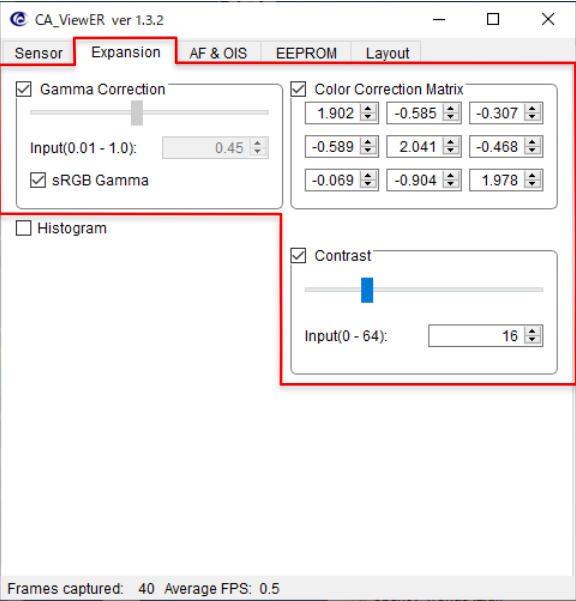 CA_ViewER ver 1.3.2
Sensor Expansion AF & OIS EEPROM Layout
Gamma Correction
Input(0.01 - 1.0): 0.45
sRGB Gamma
Color Correction Matrix
1.902 -0.585 -0.307
-0.589 2.041 -0.468
-0.069 -0.904 1.978
Histogram
Contrast
Input(0 - 64): 16
Frames captured: 40 Average FPS: 0.5